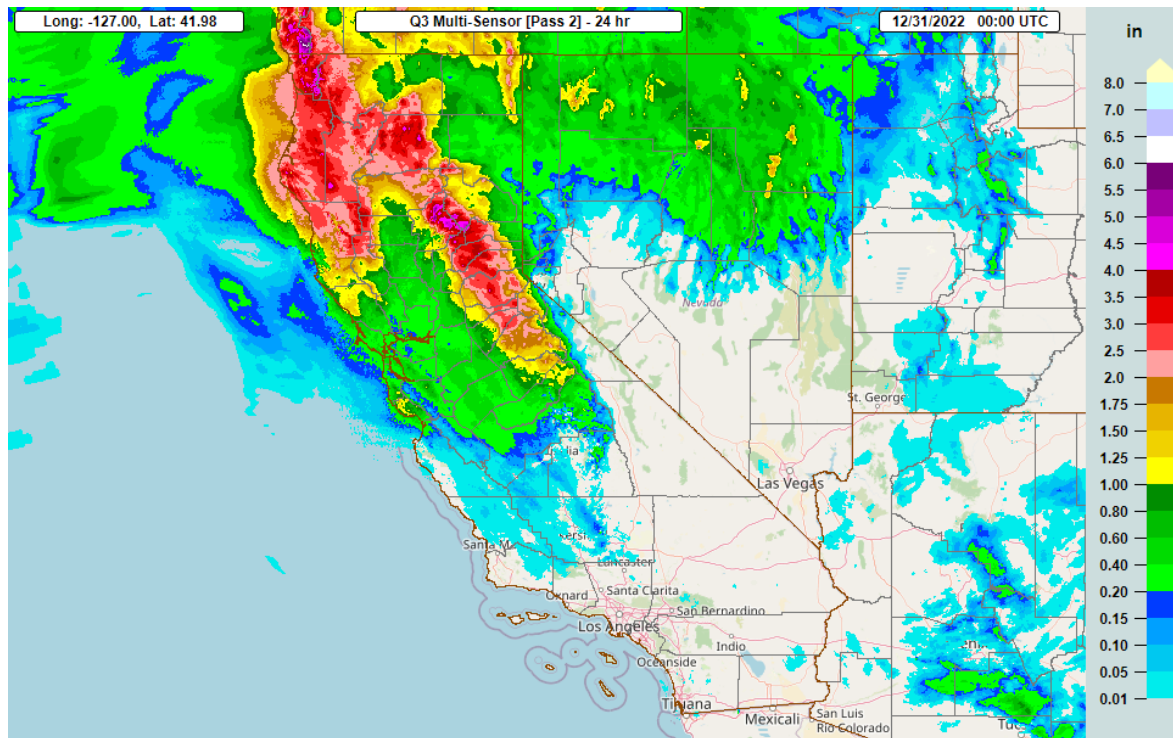 Long: -127.00, Lat: 41.98
Q3 Multi-Sensor [Pass 2] - 24 hr
12/31/2022 00:00 UTC
in
8.0
7.0
6.5
6.0
5.5
5.0
4.5
4.0
3.5
3.0
2.5
2.0
1.75
1.50
1.25
1.00
0.80
0.60
0.40
0.20
0.15
0.10
0.05
0.01
Nevada
St. George
Las Vegas
Santa M
Lancaster
Oxnard
Santa Clarita
San Bernardino
Los Angeles
Indio
Oceanside
Tijuana
Mexicali
San Luis
Río Colorado